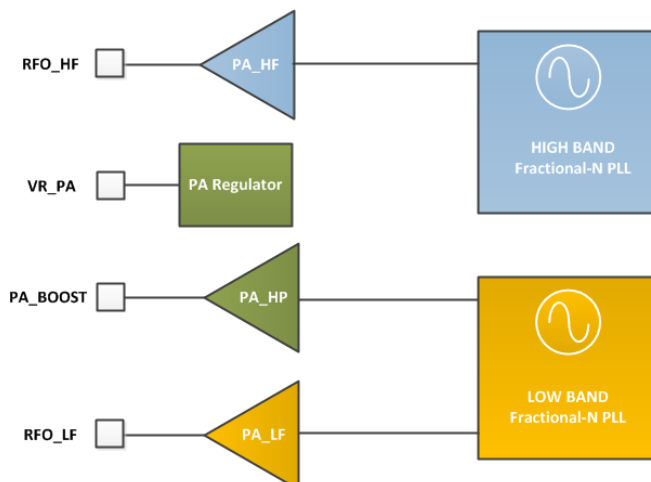 RFO_HF
PA_HF
HIGH BAND
Fractional-N PLL
VR_PA
PA Regulator
PA_BOOST
PA_HP
LOW BAND
Fractional-N PLL
RFO_LF
PA_LF